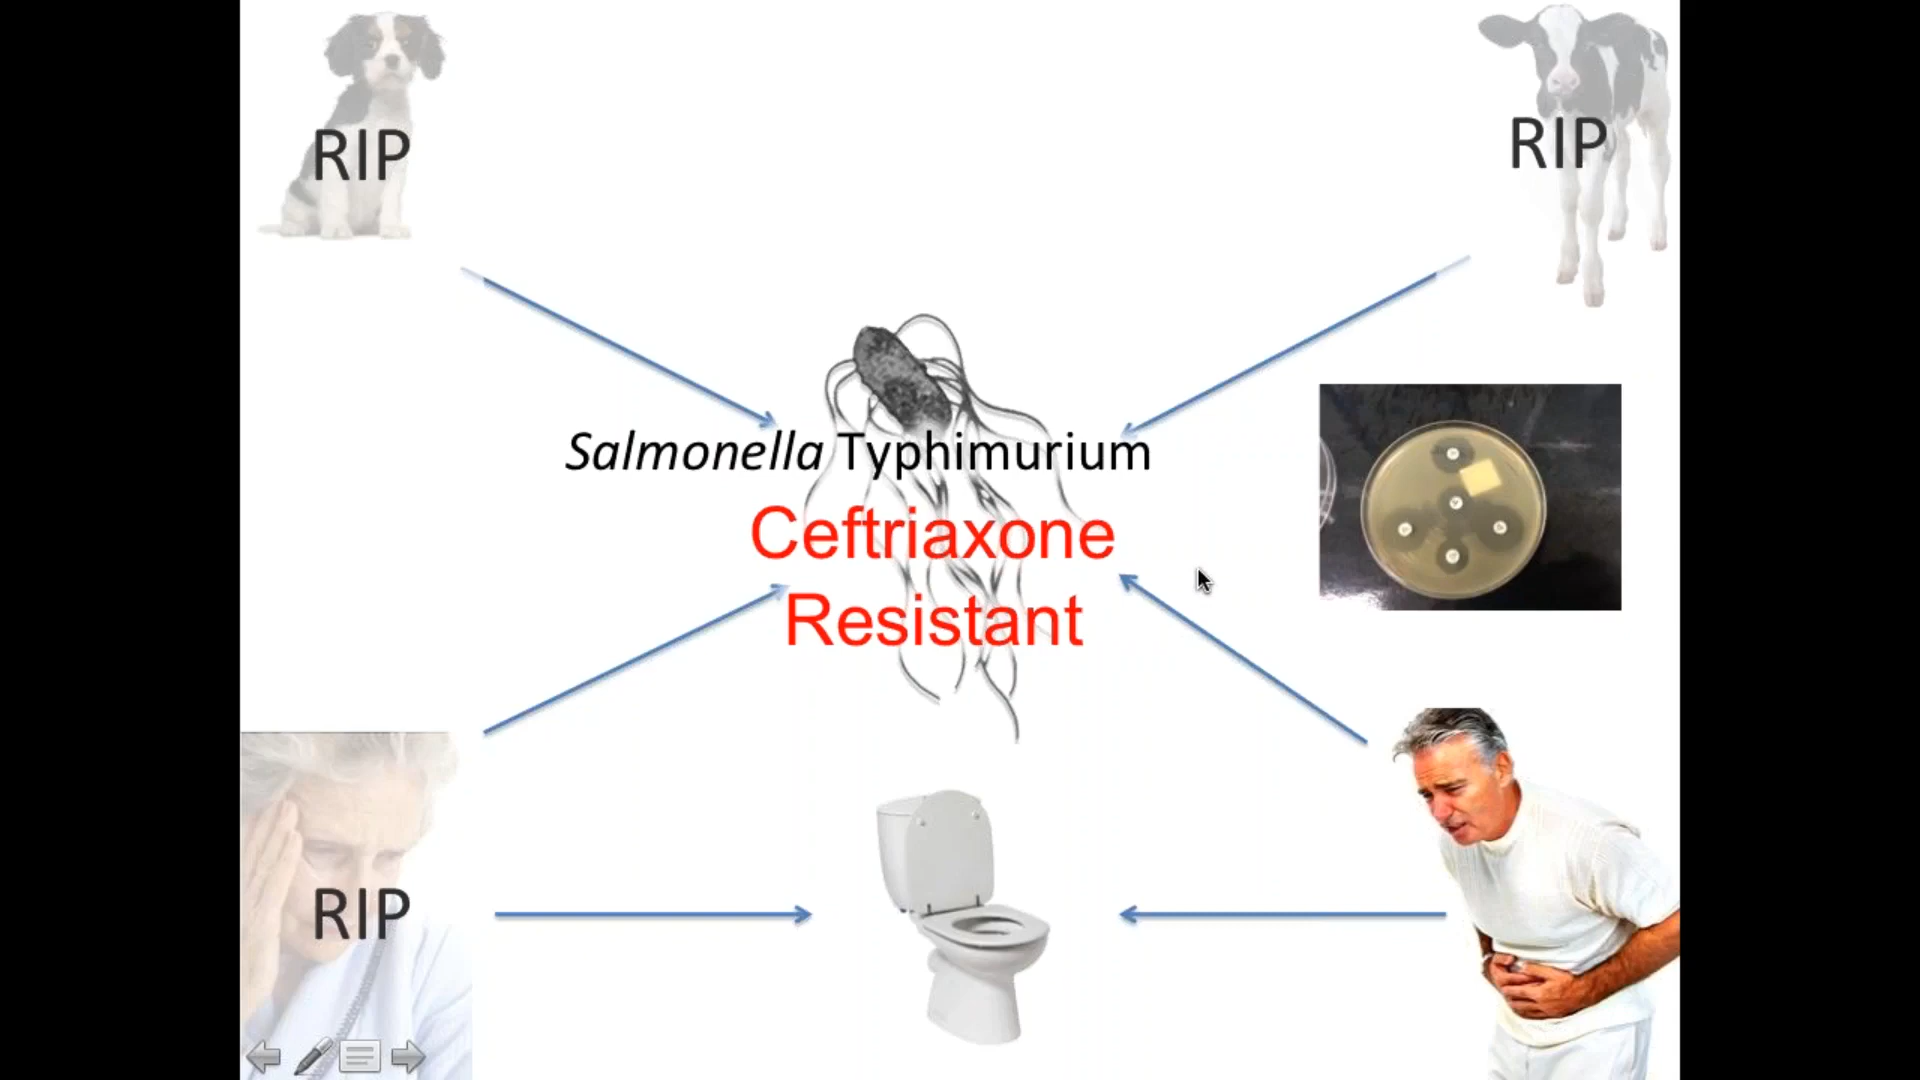 RIP
RIP
Salmonella Typhimurium
Ceftriaxone
Resistant
RIP